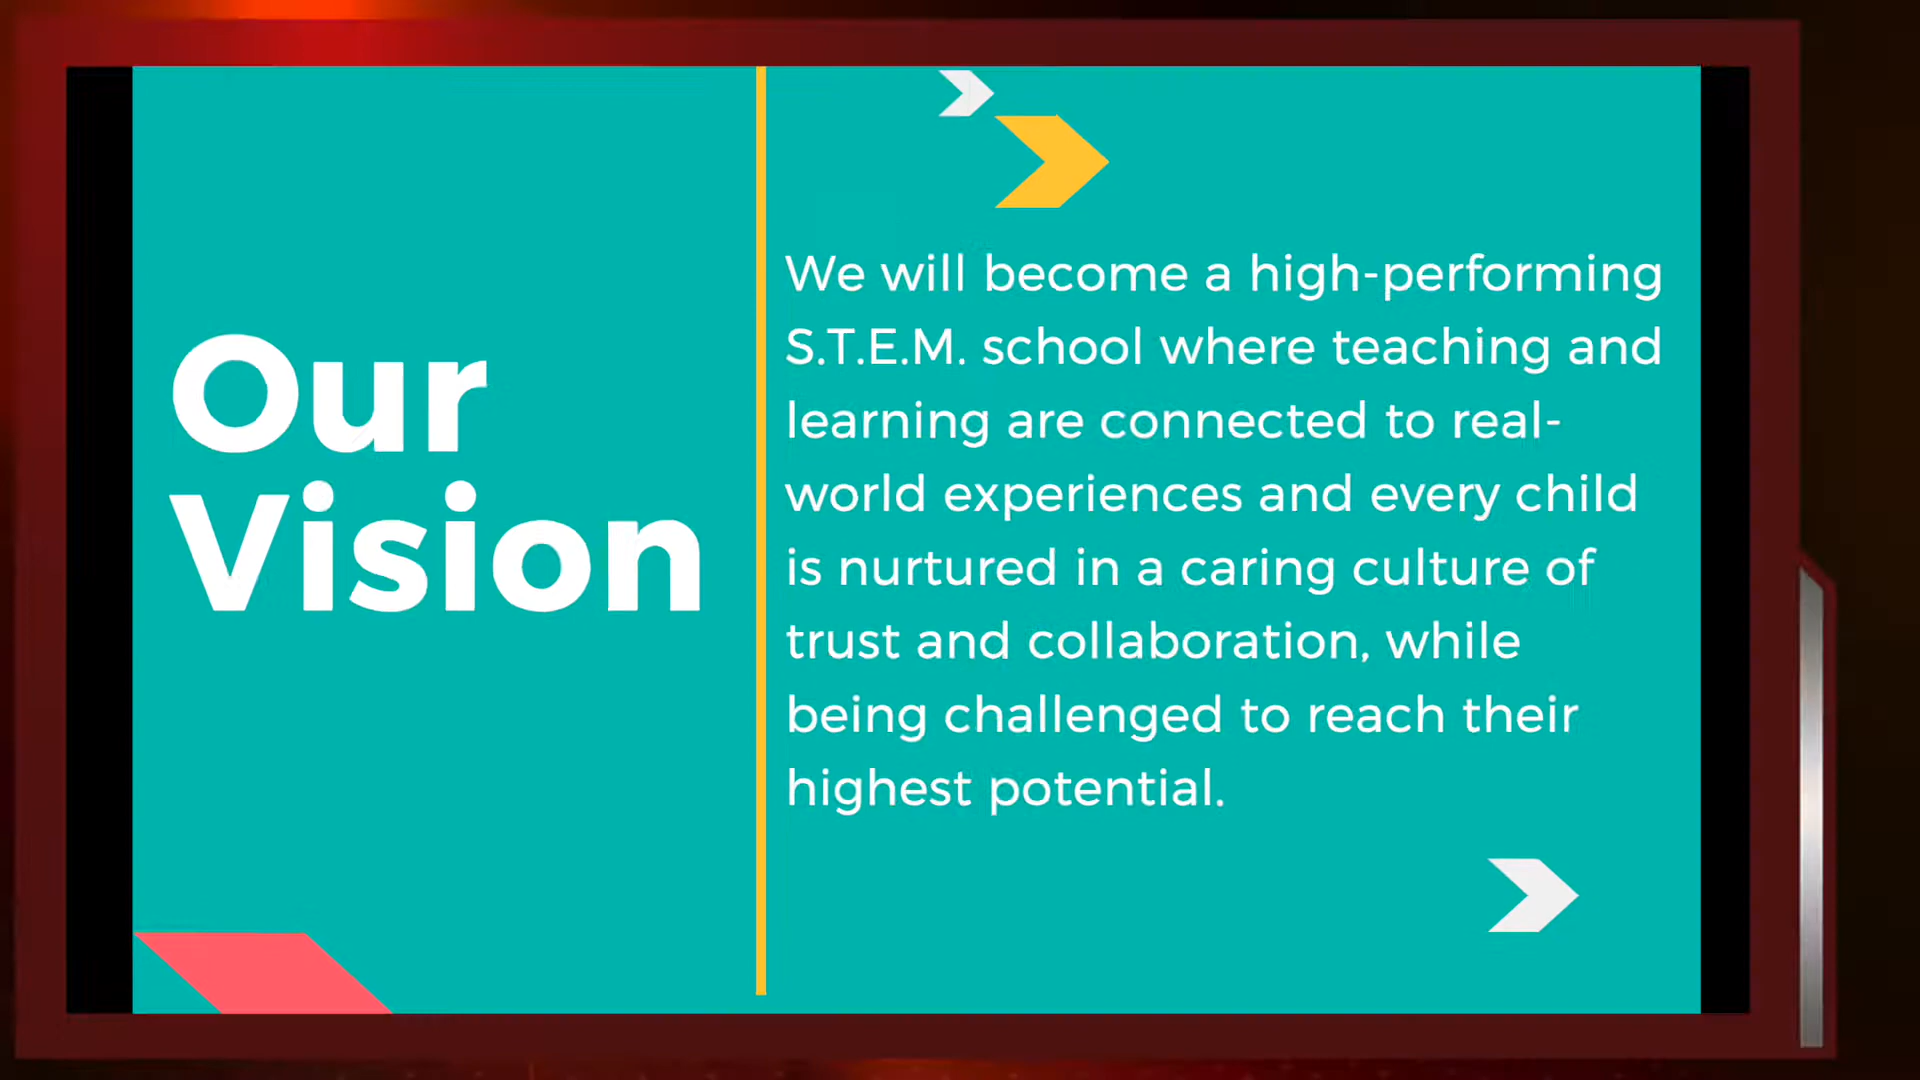 Our
Vision
We will become a high-performing
S.T.E.M. school where teaching and
learning are connected to real-
world experiences and every child
is nurtured in a caring culture of
trust and collaboration, while
being challenged to reach their
highest potential.